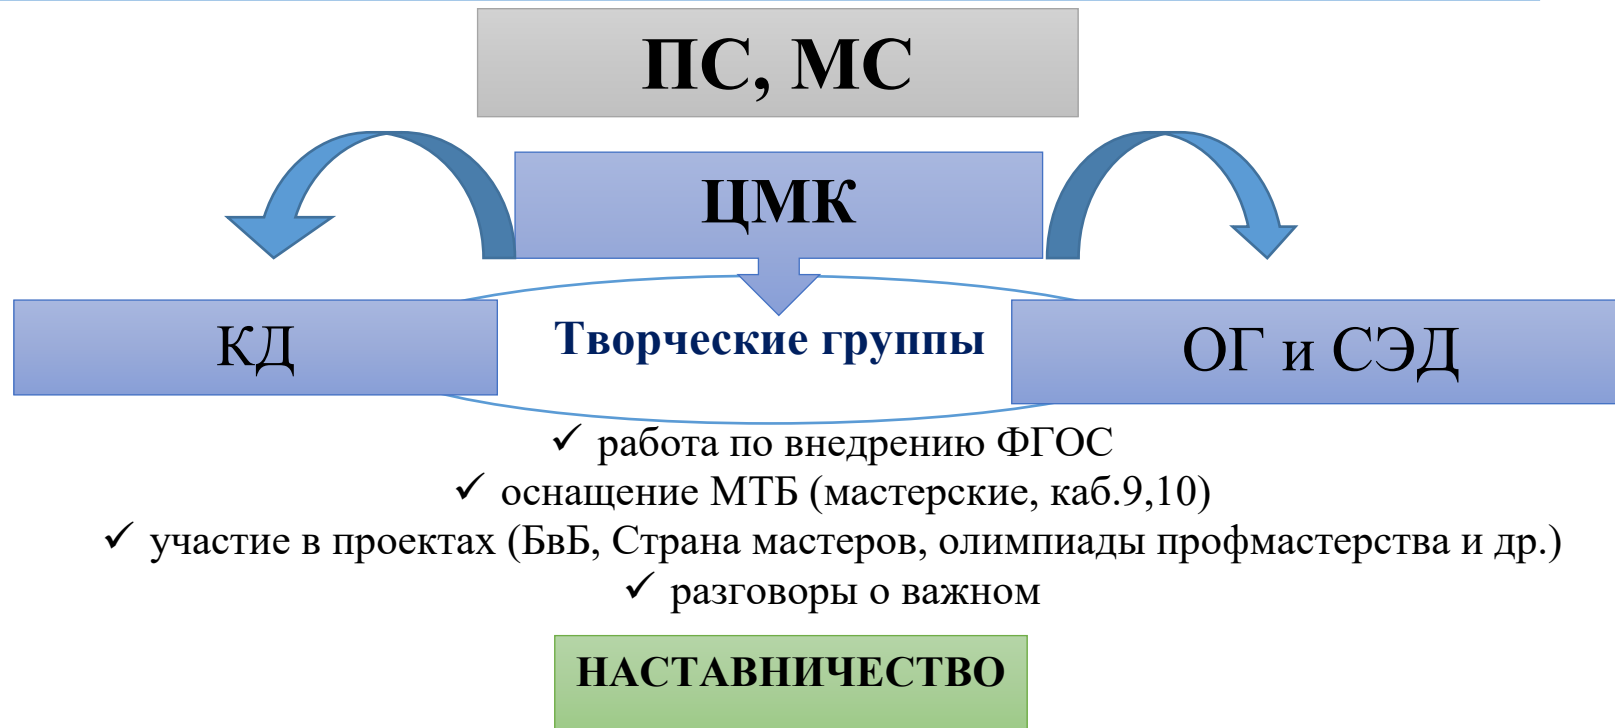 ПС, МС
ЦМК
КД
Творческие группы
ОГ и СЭД
✓ работа по внедрению ФГОС
✓ оснащение МТБ (мастерские, каб.9,10)
✓ участие в проектах (БвБ, Страна мастеров, олимпиады профмастерства и др.)
✓ разговоры о важном
НАСТАВНИЧЕСТВО